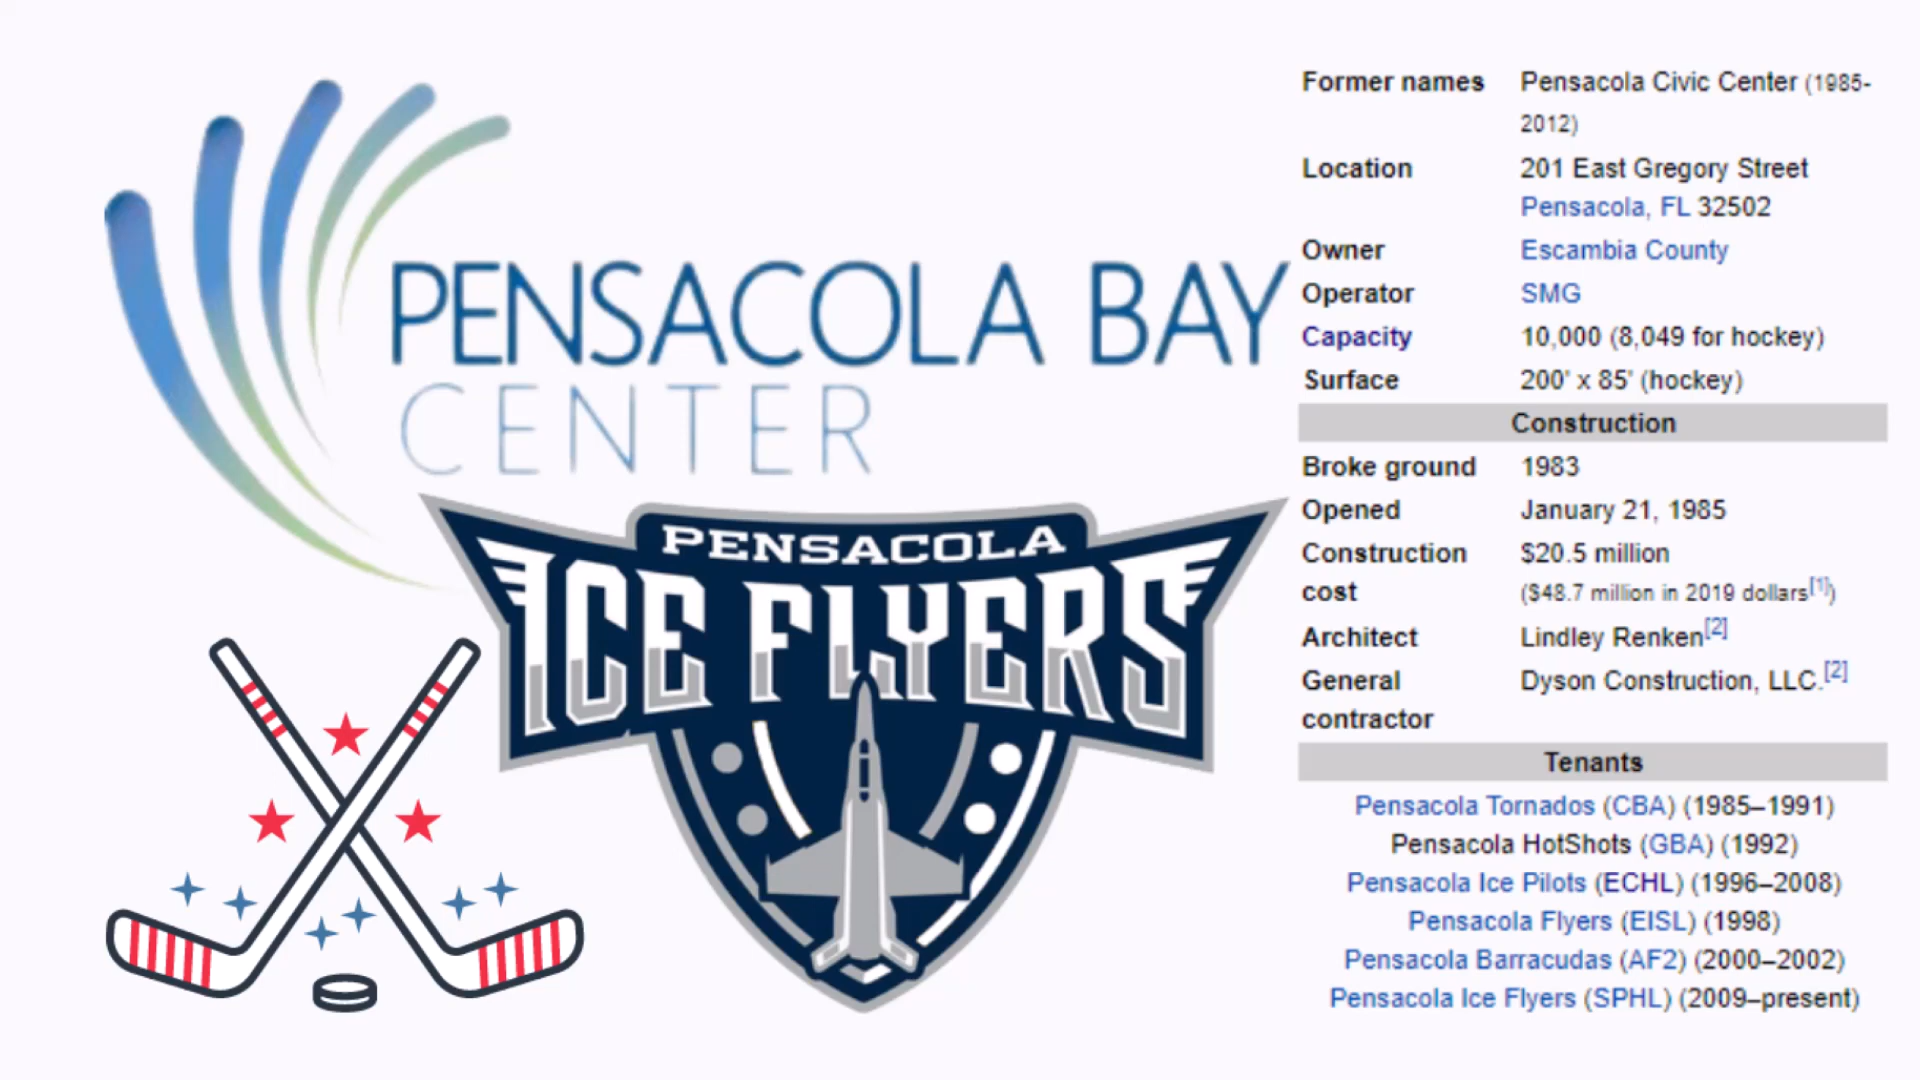 PENSACOLA BAY
CENTER
PENSACOLA
ICE FLYERS
Former names Pensacola Civic Center (1985-
2012)
Location 201 East Gregory Street
Pensacola, FL 32502
Owner Escambia County
Operator SMG
Capacity 10,000 (8,049 for hockey)
Surface 200' x 85' (hockey)
Construction
Broke ground 1983
Opened January 21, 1985
Construction $20.5 million
cost ($48.7 million in 2019 dollars[1])
Architect Lindley Renken[2]
General Dyson Construction, LLC.[2]
contractor
Tenants
Pensacola Tornados (CBA) (1985–1991)
Pensacola HotShots (GBA) (1992)
Pensacola Ice Pilots (ECHL) (1996–2008)
Pensacola Flyers (EISL) (1998)
Pensacola Barracudas (AF2) (2000–2002)
Pensacola Ice Flyers (SPHL) (2009–present)